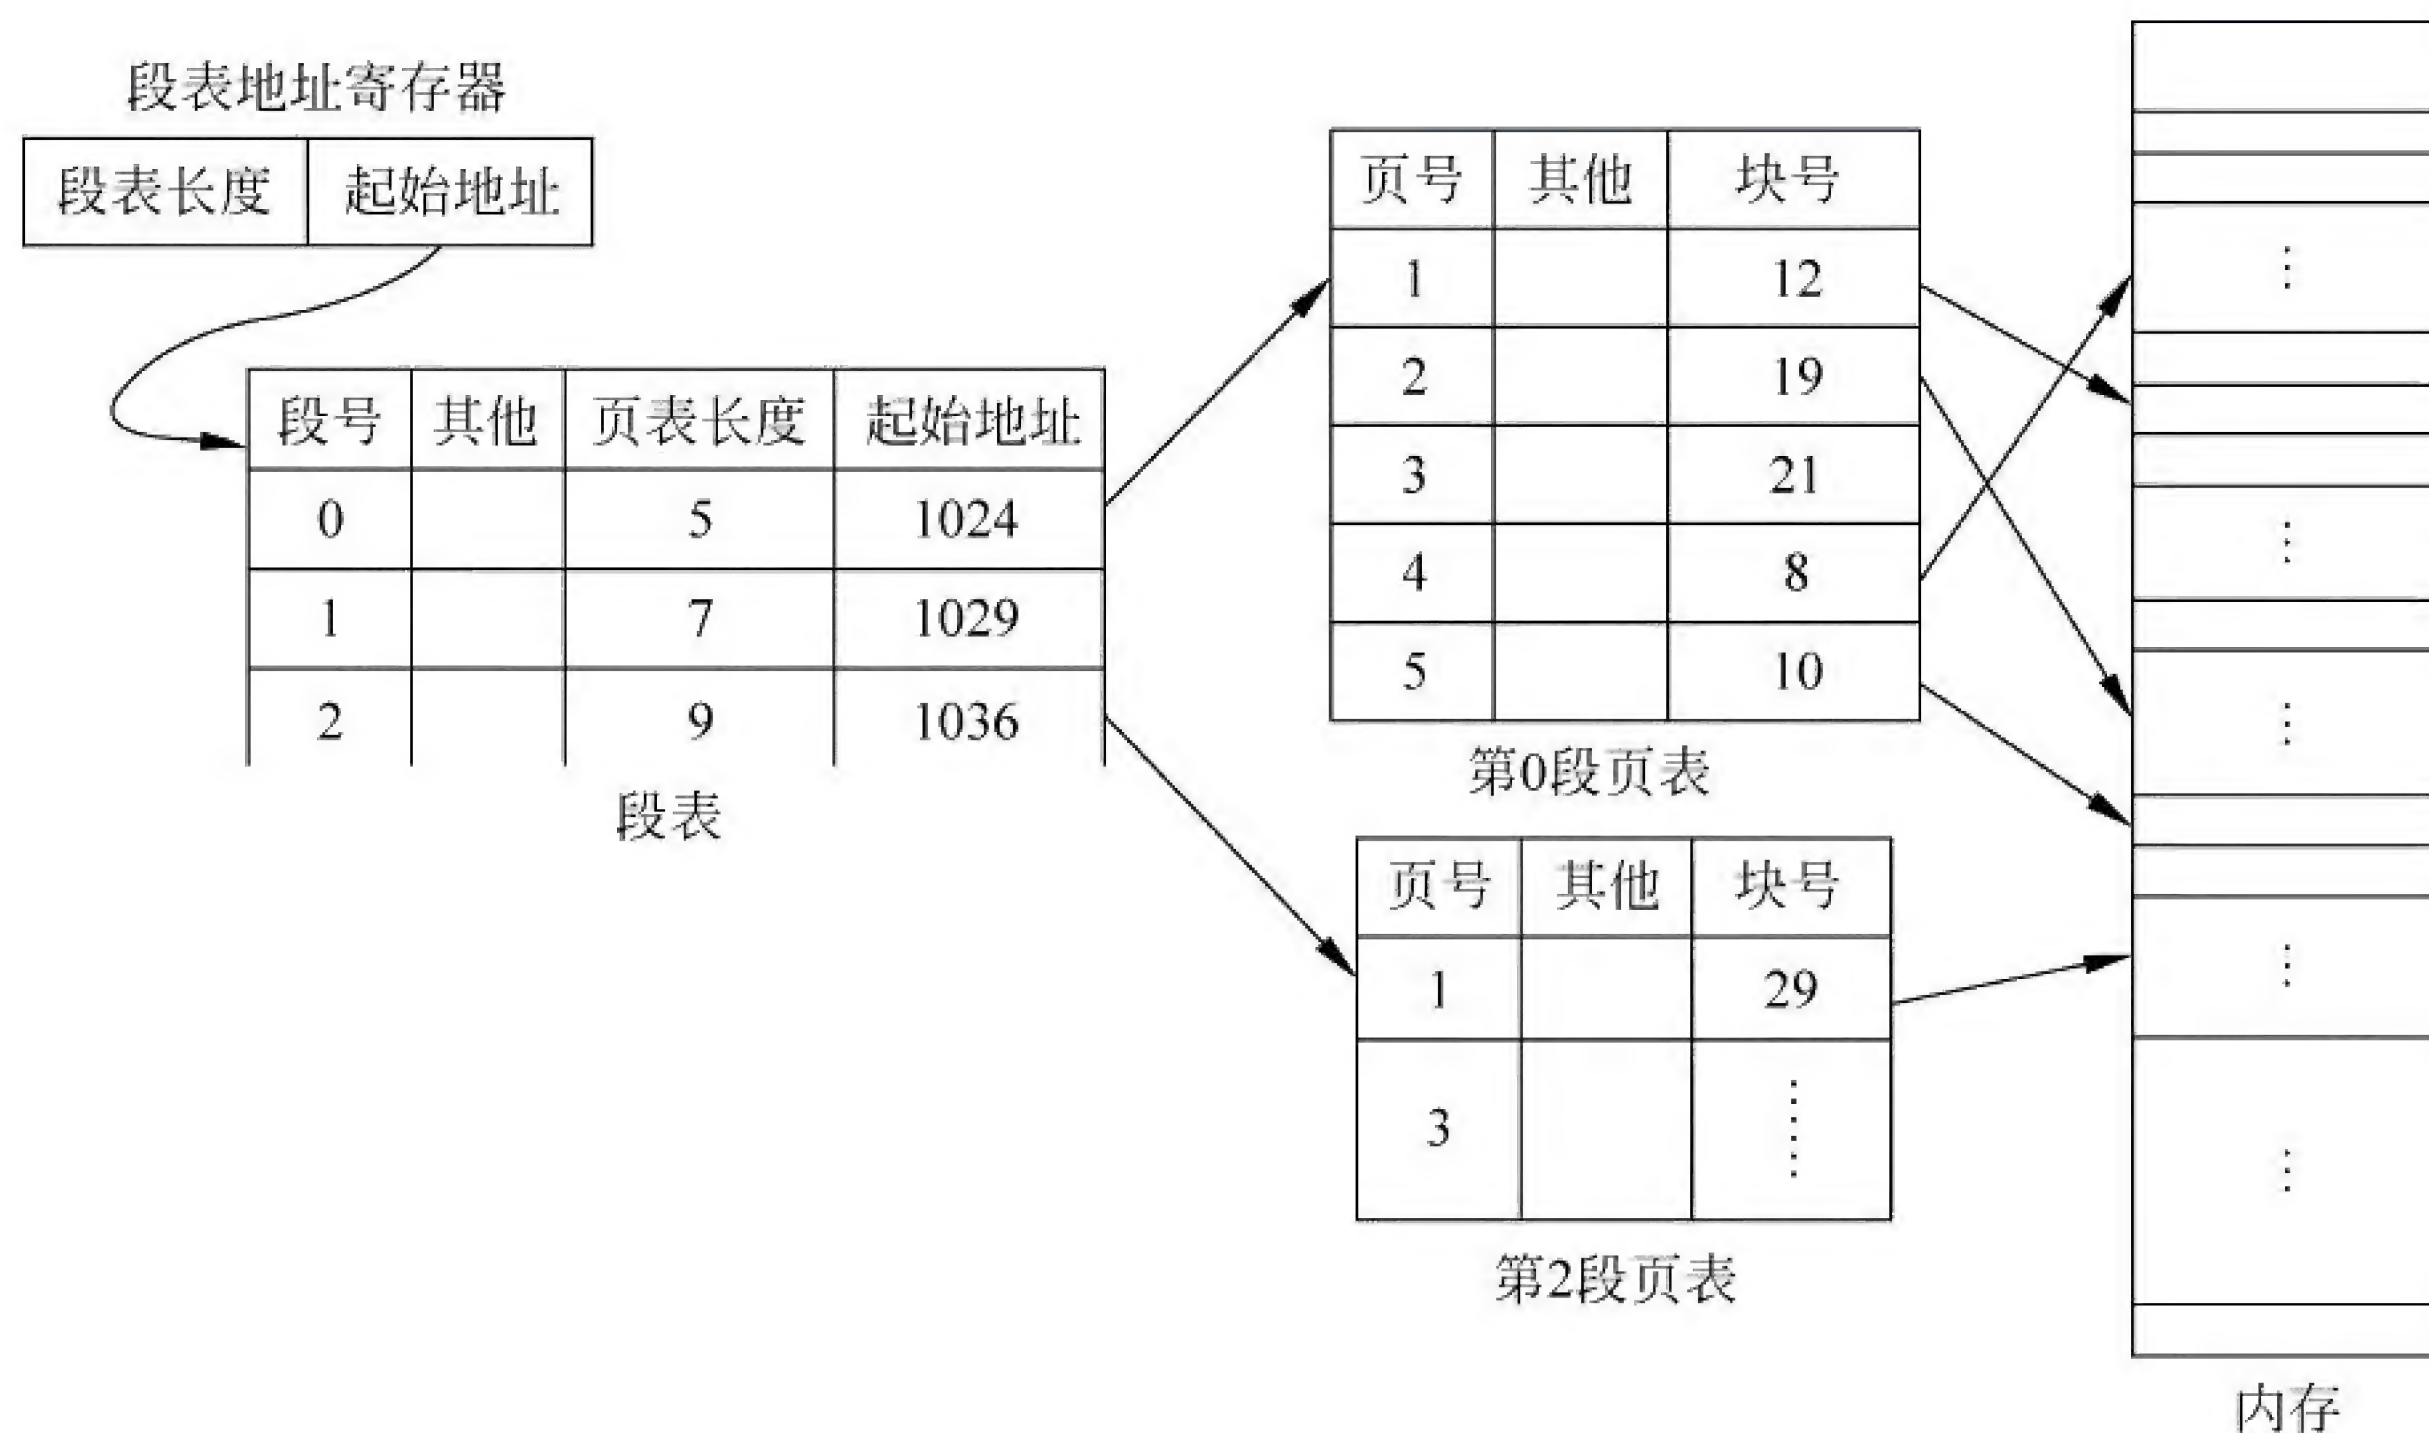 段表地址寄存器
段表长度 起始地址
段号 其他 页表长度 起始地址
0 5 1024
1 7 1029
2 9 1036
段表
页号 其他 块号
1 12
2 19
3 21
4 8
5 10
第0段页表
页号 其他 块号
1 29
3 ⋮
第2段页表
⋮
⋮
⋮
⋮
⋮
内存